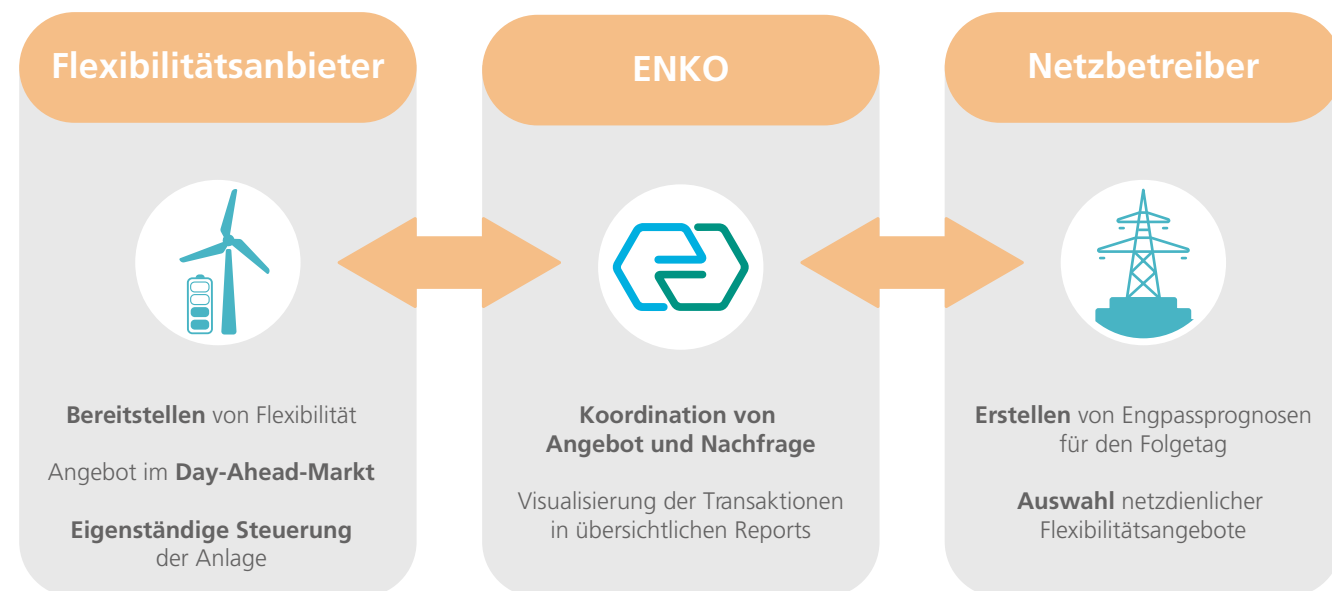 Flexibilitätsanbieter
Bereitstellen von Flexibilität
Angebot im Day-Ahead-Markt
Eigenständige Steuerung
der Anlage
ENKO
Koordination von
Angebot und Nachfrage
Visualisierung der Transaktionen
in übersichtlichen Reports
Netzbetreiber
Erstellen von Engpassprognosen
für den Folgetag
Auswahl netzdienlicher
Flexibilitätsangebote